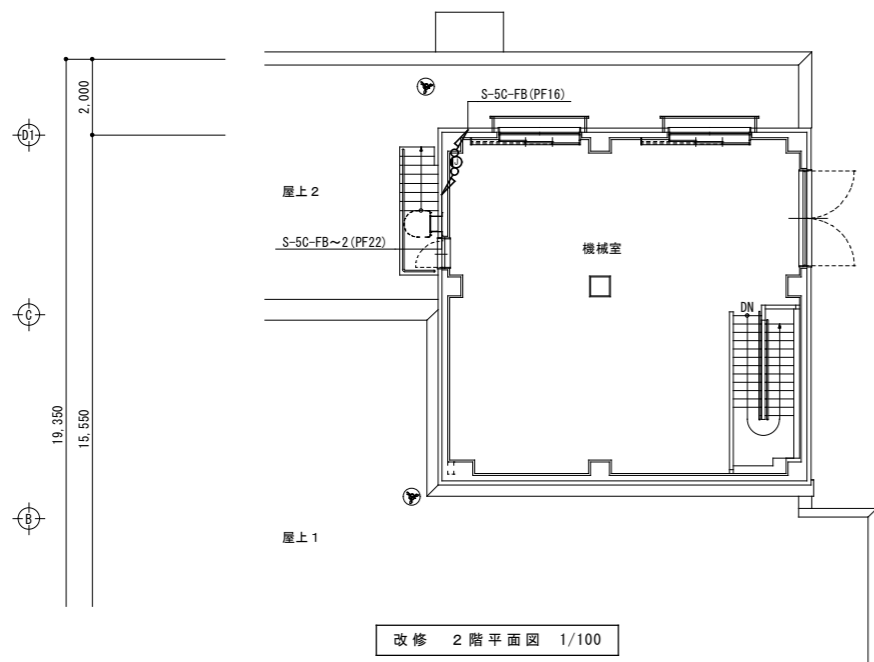 S-5C-FB(PF16)
2,000
D1
屋上２
S-5C-FB～2(PF22)
機械室
C
DN
19,350
15,550
B
屋上１
改修　２階平面図　1/100